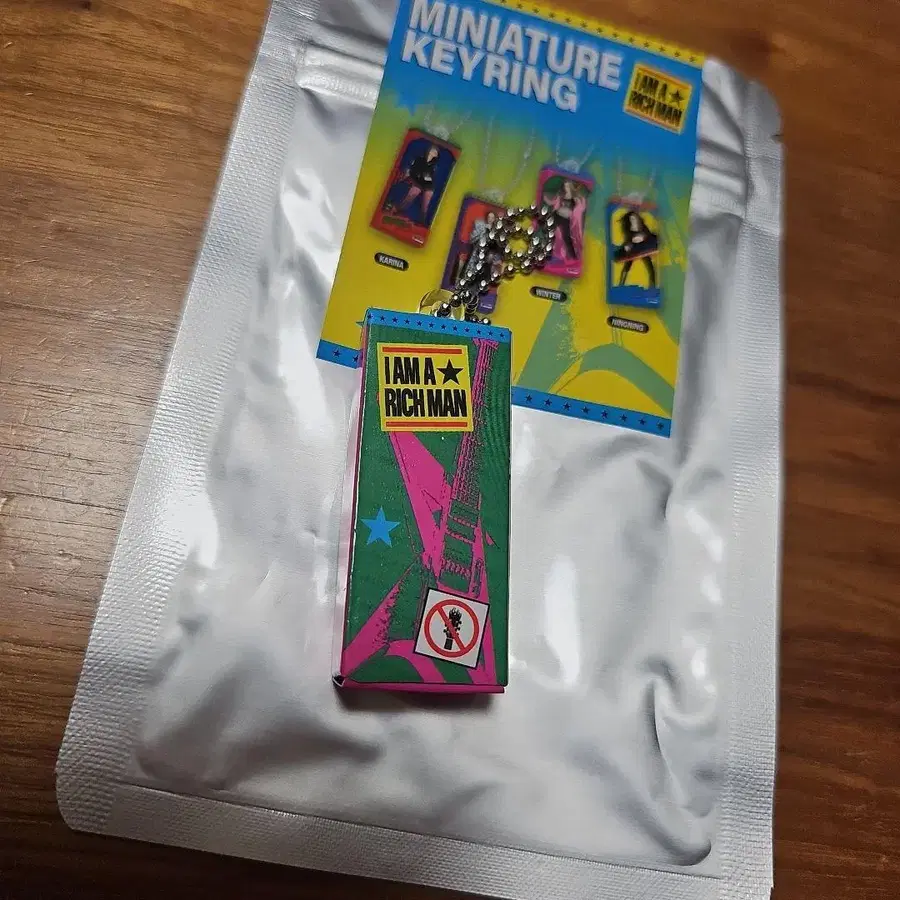 MINIATURE
KEYRING
I AM A ★
RICH MAN
KARINA
WINTER
NINGNING
I AM A ★
RICH MAN